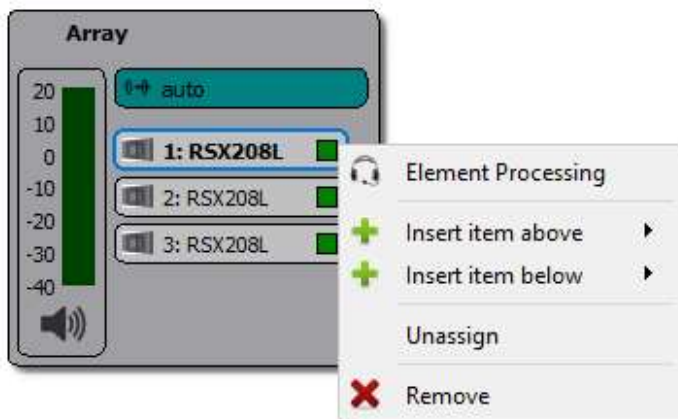 Array
auto
20
10
0
-10
-20
-30
-40
1: RSX208L
2: RSX208L
3: RSX208L
Element Processing
Insert item above
Insert item below
Unassign
Remove